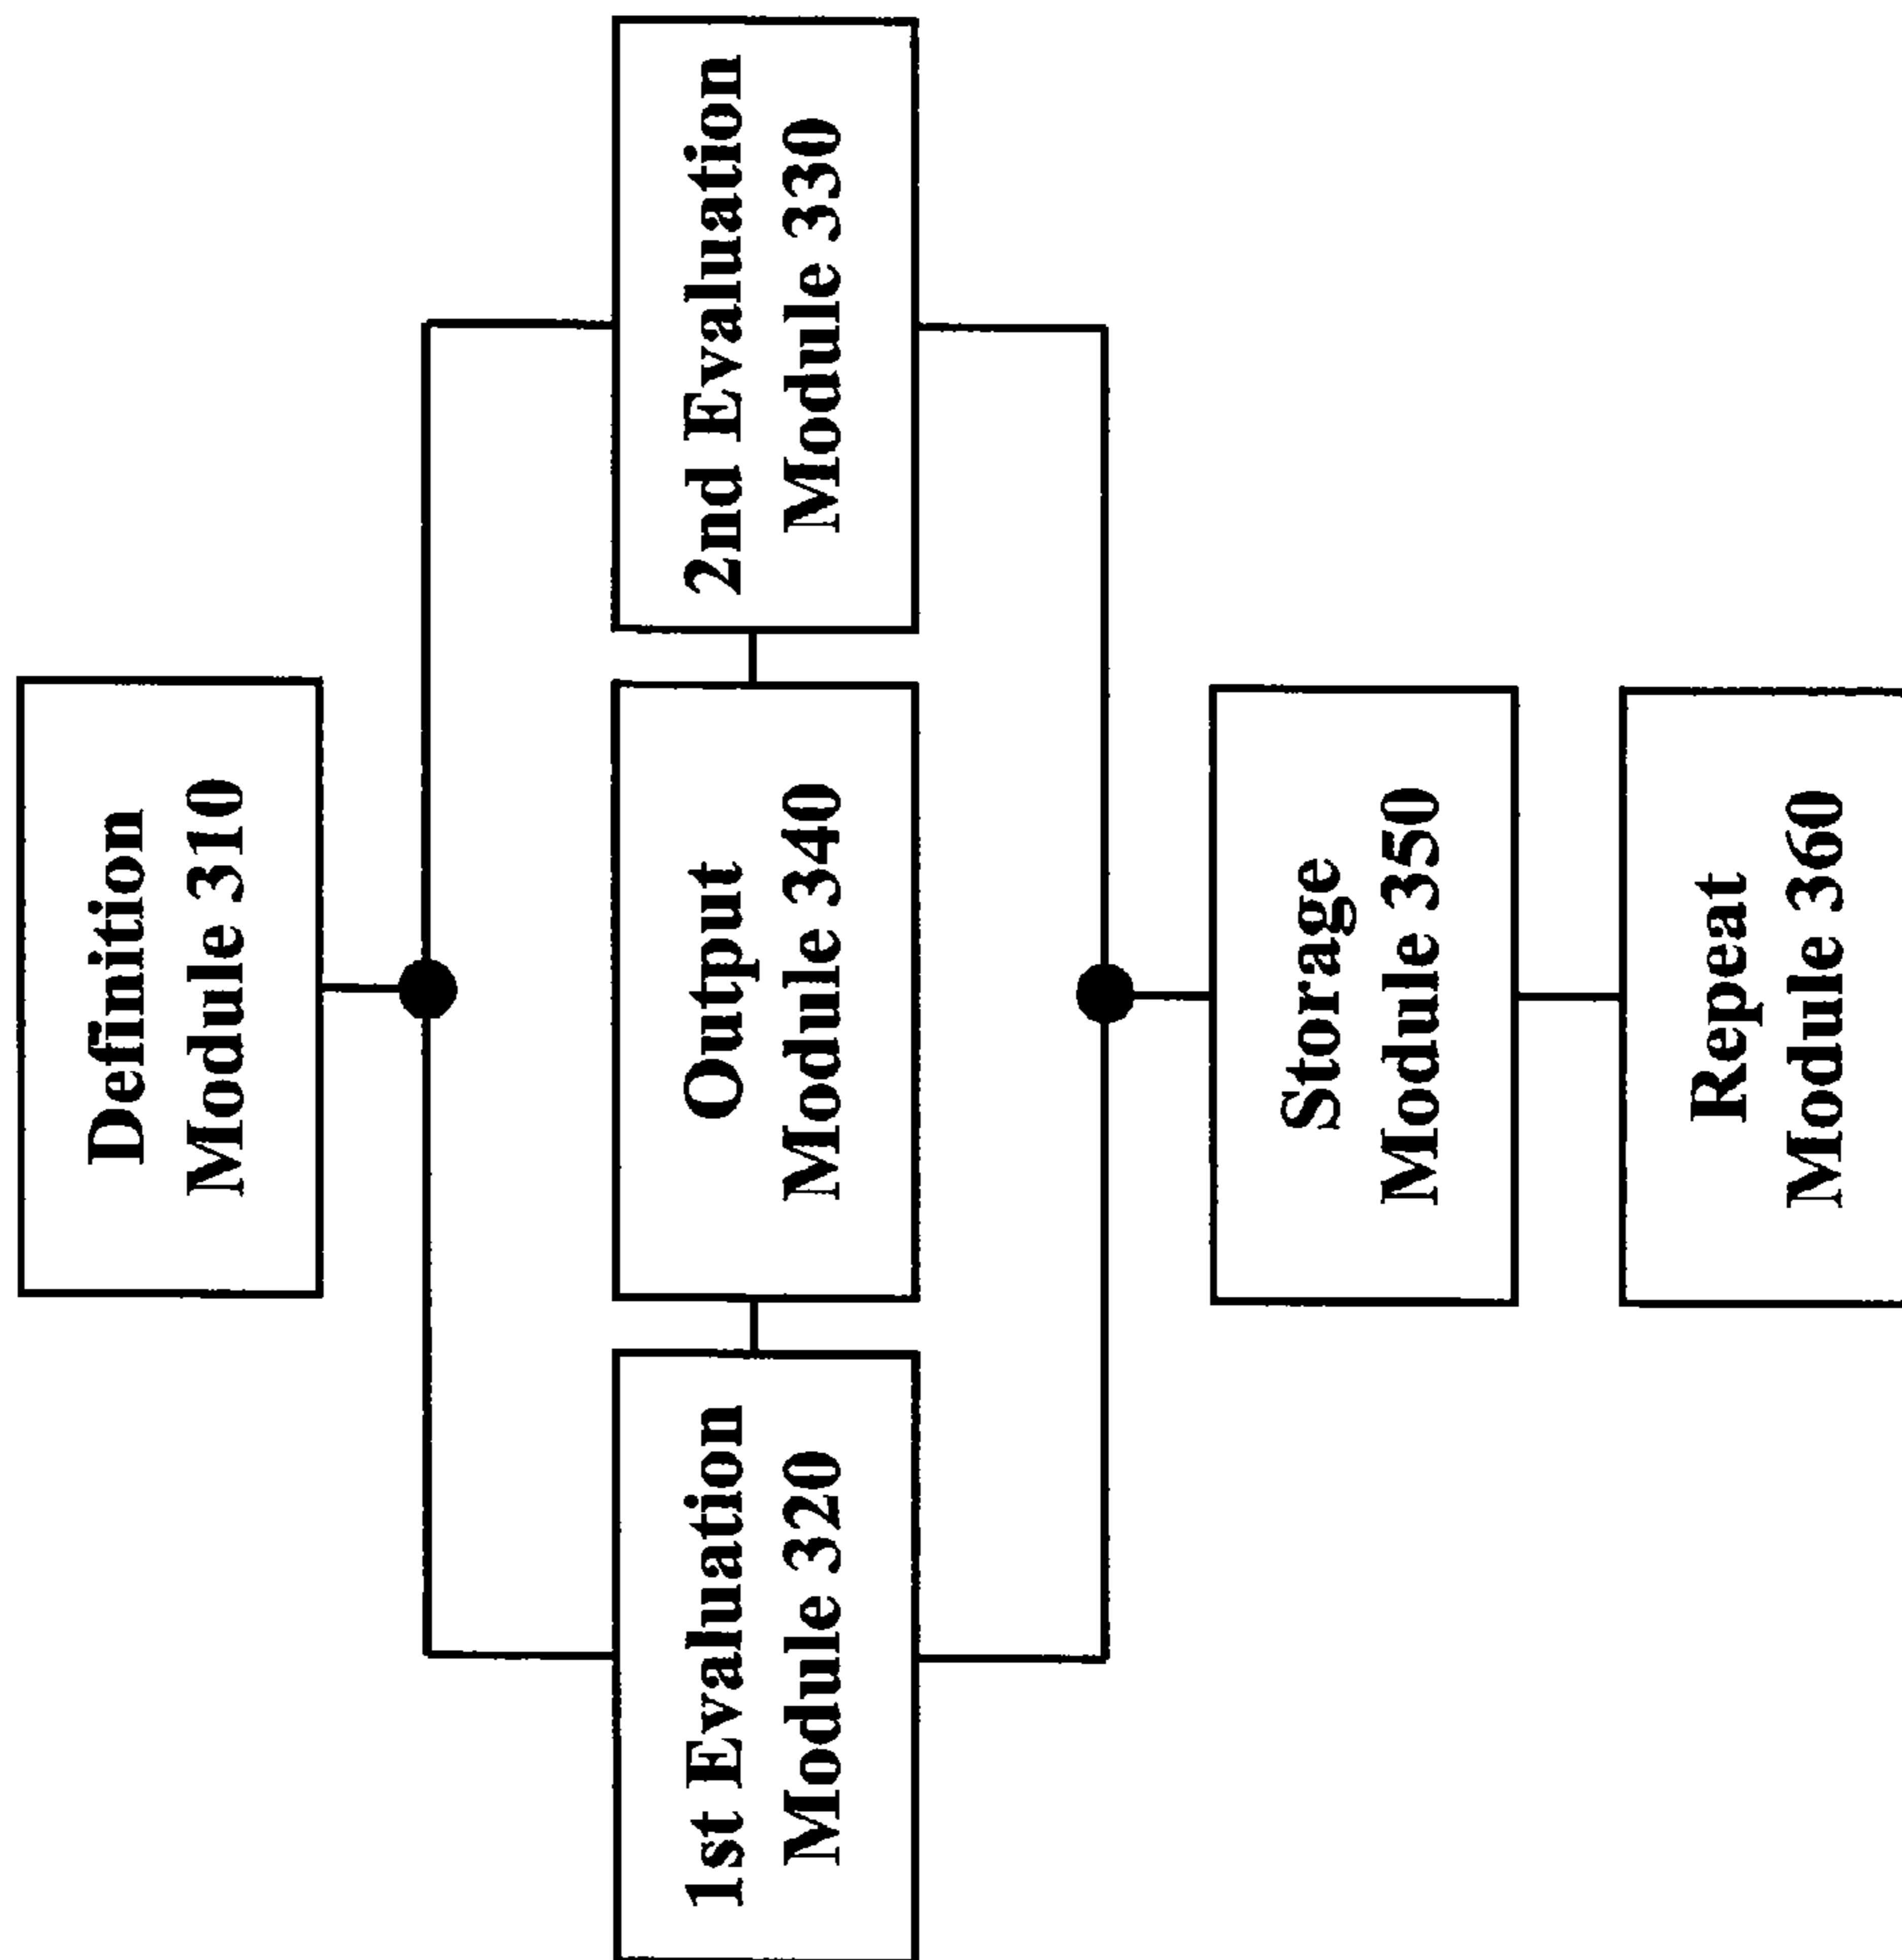 Definition
Module 310
1st Evaluation
Module 320
Output
Module 340
2nd Evaluation
Module 330
Storage
Module 350
Repeat
Module 360